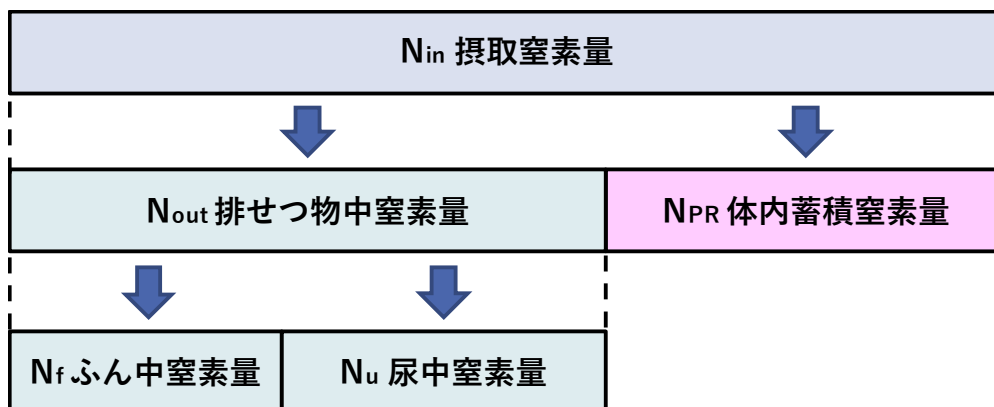 Nin 摂取窒素量
Nout 排せつ物中窒素量
NPR 体内蓄積窒素量
Nf ふん中窒素量
Nu 尿中窒素量